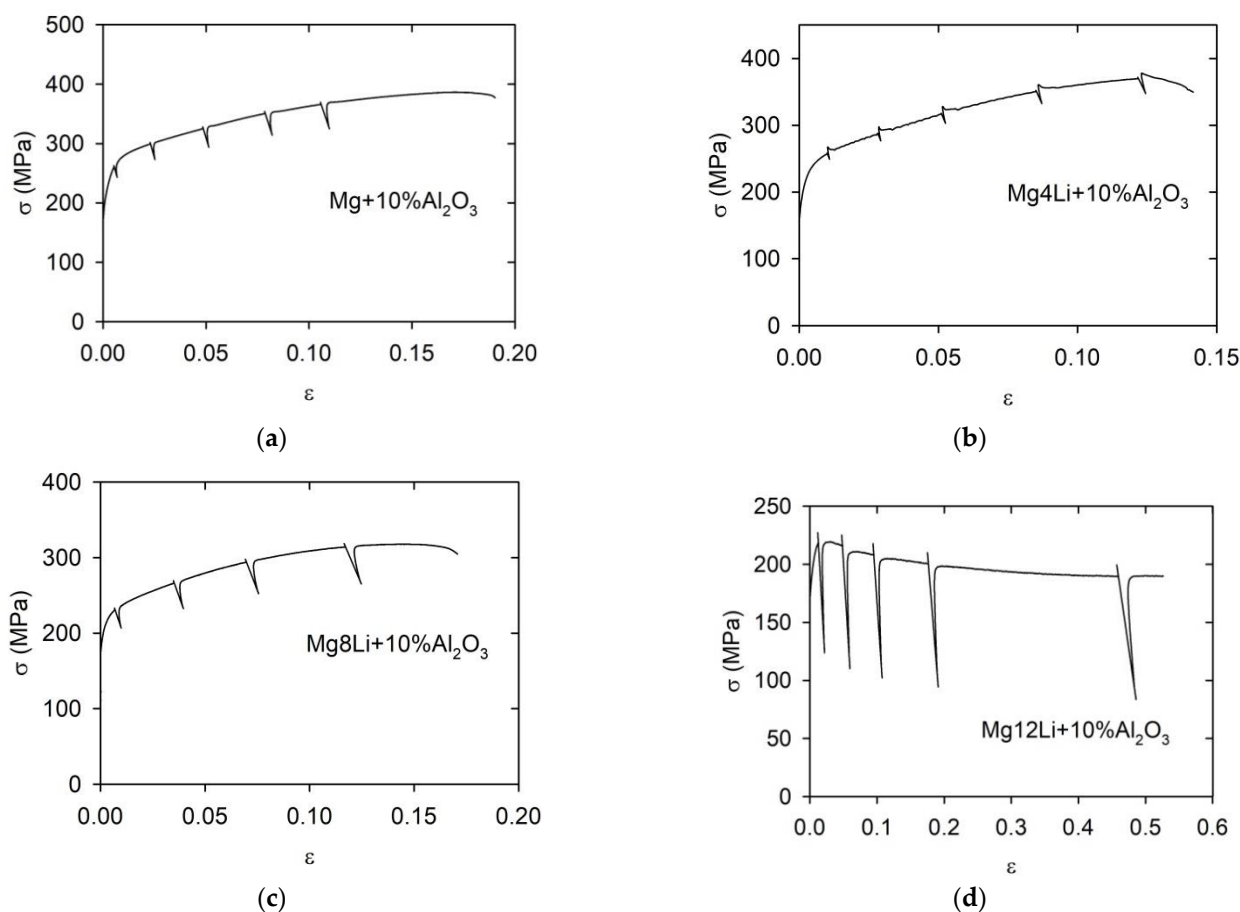 500
400
300
200
100
0
σ (MPa)
Mg+10%Al₂O₃
0.00 0.05 0.10 0.15 0.20
ε
(a)
500
400
300
200
100
0
σ (MPa)
Mg4Li+10%Al₂O₃
0.00 0.05 0.10 0.15
ε
(b)
400
300
200
100
0
σ (MPa)
Mg8Li+10%Al₂O₃
0.00 0.05 0.10 0.15 0.20
ε
(c)
250
200
150
100
50
0
σ (MPa)
Mg12Li+10%Al₂O₃
0.0 0.1 0.2 0.3 0.4 0.5 0.6
ε
(d)